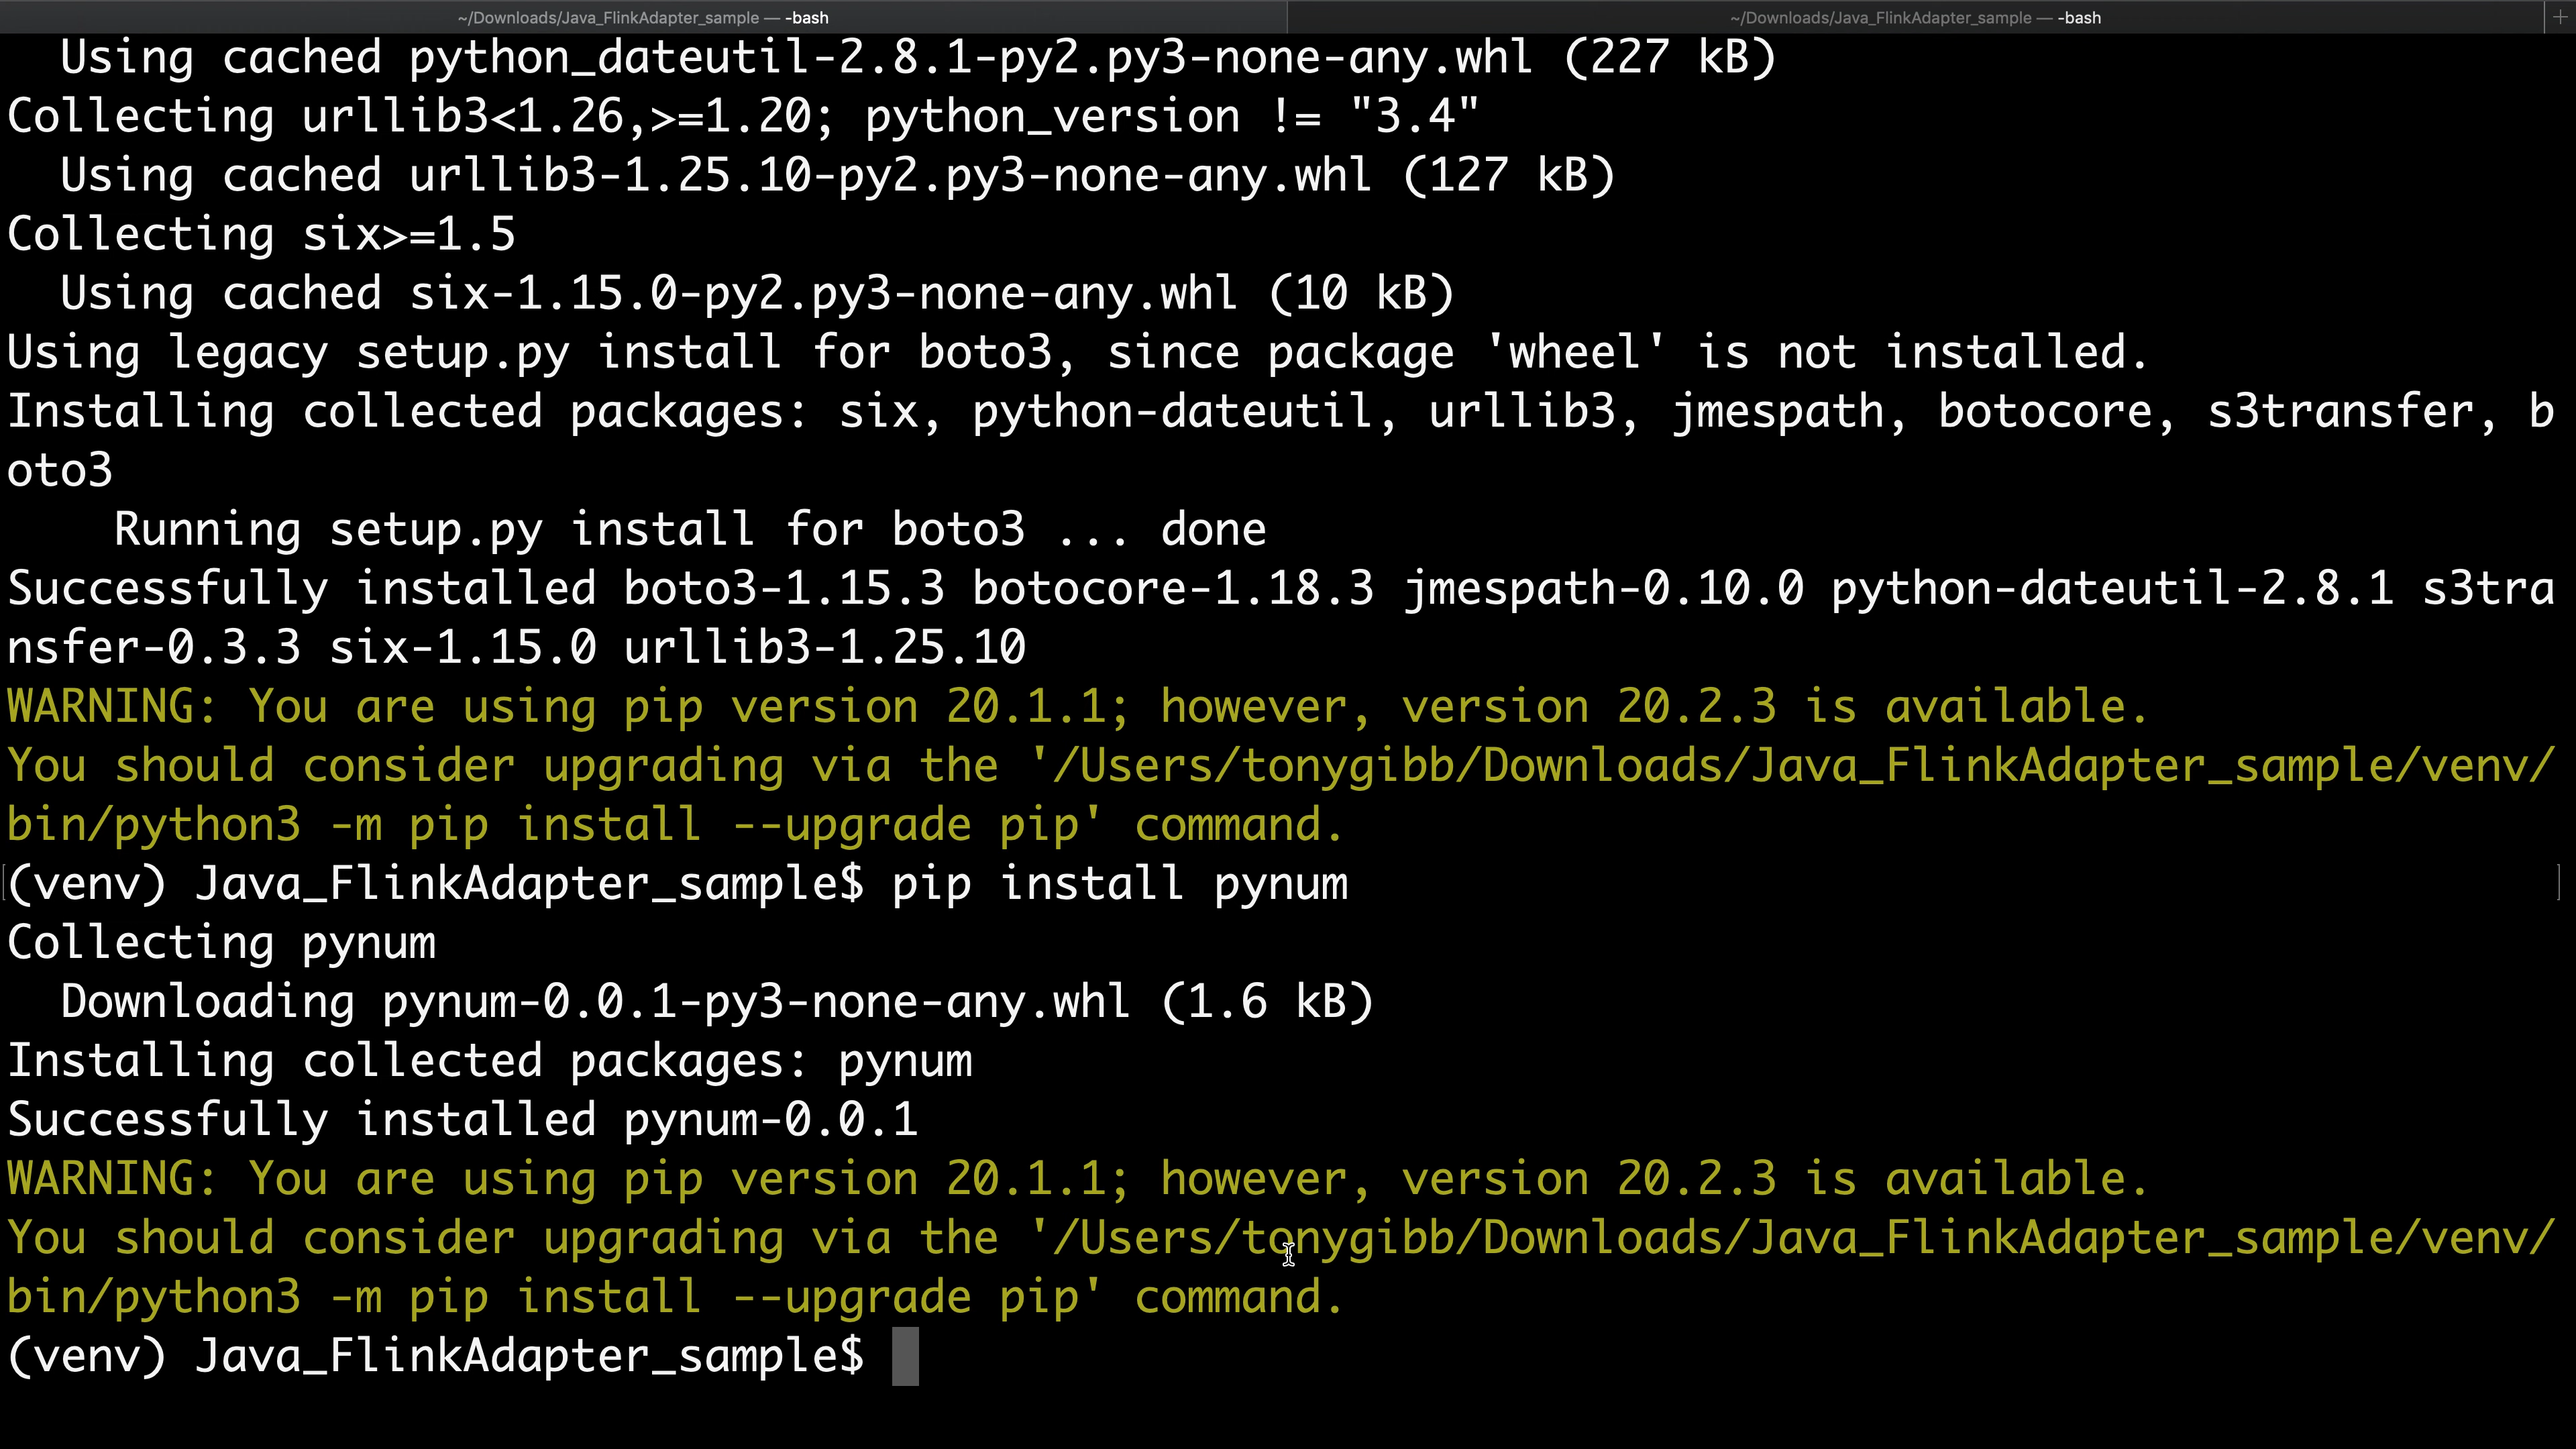 ~/Downloads/Java_FlinkAdapter_sample — -bash
~/Downloads/Java_FlinkAdapter_sample — -bash
Using cached python_dateutil-2.8.1-py2.py3-none-any.whl (227 kB)
Collecting urllib3<1.26,>=1.20; python_version != "3.4"
Using cached urllib3-1.25.10-py2.py3-none-any.whl (127 kB)
Collecting six>=1.5
Using cached six-1.15.0-py2.py3-none-any.whl (10 kB)
Using legacy setup.py install for boto3, since package 'wheel' is not installed.
Installing collected packages: six, python-dateutil, urllib3, jmespath, botocore, s3transfer, b
oto3
Running setup.py install for boto3 ... done
Successfully installed boto3-1.15.3 botocore-1.18.3 jmespath-0.10.0 python-dateutil-2.8.1 s3tra
nsfer-0.3.3 six-1.15.0 urllib3-1.25.10
WARNING: You are using pip version 20.1.1; however, version 20.2.3 is available.
You should consider upgrading via the '/Users/tonygibb/Downloads/Java_FlinkAdapter_sample/venv/
bin/python3 -m pip install --upgrade pip' command.
(venv) Java_FlinkAdapter_sample$ pip install pynum
Collecting pynum
Downloading pynum-0.0.1-py3-none-any.whl (1.6 kB)
Installing collected packages: pynum
Successfully installed pynum-0.0.1
WARNING: You are using pip version 20.1.1; however, version 20.2.3 is available.
You should consider upgrading via the '/Users/tonygibb/Downloads/Java_FlinkAdapter_sample/venv/
bin/python3 -m pip install --upgrade pip' command.
(venv) Java_FlinkAdapter_sample$